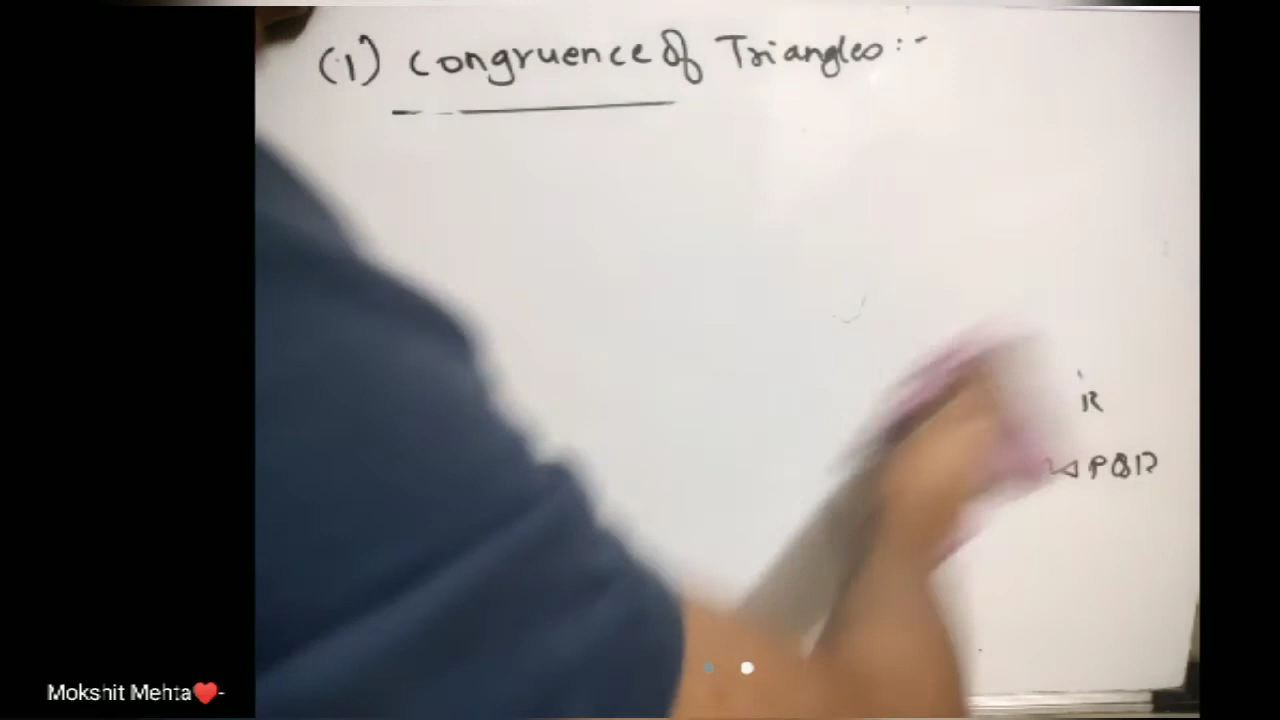 (1) Congruence of Triangles :-
R
△PQR
Mokshit Mehta❤️-